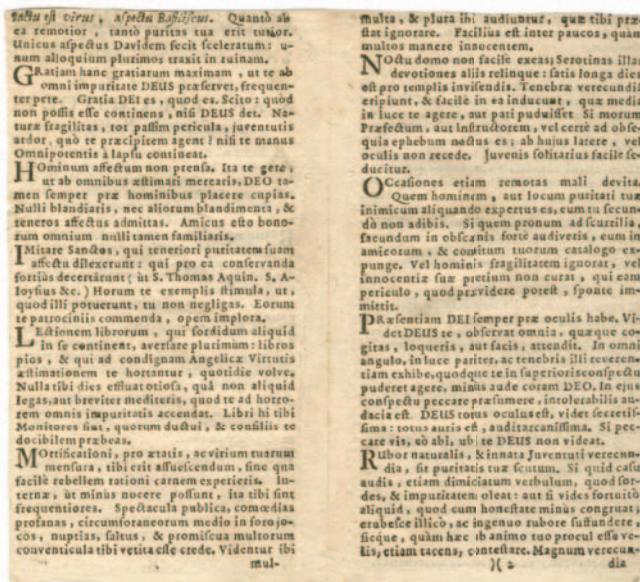 tactu est virus, aspectu Basiliscus. Quantò ab
ea remotior, tantò puritas tua erit tutior.
Unicus aspectus Davidem fecit sceleratum: u-
num alloquium plurimos traxit in ruinam.
GRatiam hanc gratiarum maximam, ut te ab
omni impuritate DEUS præservet, frequen-
ter pete. Gratia DEI es, quod es. Scito: quòd
non possis esse continens, nisi DEUS det. Na-
turæ fragilitas, tot passim pericula, juventutis
ardor, quò te præcipitem agent! nisi te manus
Omnipotentis à lapsu contineat.
HOminum affectum non prensa. Ita te gere,
ut ab omnibus æstimari mercaris, DEO ta-
men semper præ hominibus placere cupias.
Nulli blandiaris, nec aliorum blandimenta, &
teneros affectus admittas. Amicus esto bono-
rum omnium nulli tamen familiaris.
IMitare Sanctos, qui teneriori puritatem suam
affectu dilexerunt: qui pro ea conservanda
fortiùs decertârunt (ut S. Thomas Aquin. S. A-
loysius &c.) Horum te exemplis stimula, ut,
quod illi potuerunt, tu non negligas. Eorum
te patrociniis commenda, opem implora.
LEctionem librorum, qui sordidum aliquid
in se continent, aversare plurimùm: libros
pios, & qui ad condignam Angelicæ Virtutis
æstimationem te hortantur, quotidie volve.
Nulla tibi dies effluat otiosa, quâ non aliquid
legas, aut breviter mediteris, quod te ad horro-
rem omnis impuritatis accendat. Libri hi tibi
Monitores sint, quorum ductui, & consiliis te
docibilem præbeas.
MOrtificationi, pro ætatis, ac virium tuarum
mensura, tibi erit assuescendum, sine qua
facilè rebellem rationi carnem experieris. In-
ternæ, ut minùs nocere possunt, ita tibi sint
frequentiores. Spectacula publica, comœdias
profanas, circumforaneorum medio in foro jo-
cos, nuptias, saltus, & promiscua multorum
conventicula tibi vetita esse crede. Videntur ibi
mul-
multa, & plura ibi audiuntur, quæ tibi præ-
stat ignorare. Facilius est inter paucos, quàm
multos manere innocentem.
NOctu domo non facilè exeas; Serotinas illas
devotiones aliis relinque: satis longa dies
est pro templis invisendis. Tenebræ verecundiam
eripiunt, & facilè in ea inducunt, quæ mediâ
in luce te agere, aut pati puduisset. Si morum
Præfectum, aut Instructorem, vel certè ad obse-
quia ephebum nactus es; ab hujus latere, vel
oculis non recede. Juvenis solitarius facilè se-
ducitur.
OCcasiones etiam remotas mali devita.
Quem hominem, aut locum puritati tuæ
inimicum aliquando expertus es, eum tu secun-
dò non adibis. Si quem pronum ad scurrilia,
facundum in obscænis fortè audiveris, eum in
amicorum, & comitum tuorum catalogo ex-
punge. Vel hominis fragilitatem ignorat, vel
innocentiæ suæ pretium non curat, qui eam
periculo, quod prævidere potest, sponte im-
mittit.
PRæsentiam DEI semper præ oculis habe. Vi-
det DEUS te, observat omnia, quæque co-
gitas, loqueris, aut facis, attendit. In omni
angulo, in luce pariter, ac tenebris illi reveren-
tiam exhibe, quodque te in superioris conspectu
puderet agere, minùs aude coram DEO. In ejus
conspectu peccare præsumere, intolerabilis au-
dacia est. DEUS totus oculus est, videt secretis-
sima: totus auris est, audit arcanissima. Si pec-
care vis, eò abi, ubi te DEUS non videat.
RUbor naturalis, & innata Juventuti verecun-
dia, sit puritatis tuæ scutum. Si quid casu
audis, etiam dimidiatum verbulum, quod sor-
des, & impuritatem oleat: aut si vides fortuitò
aliquid, quod cum honestate minùs congruat,
erubesce illicò, ac ingenuo rubore suffundere,
sicque, quàm hæc ab animo tuo procul esse ve-
lis, etiam tacens, contestare. Magnum verecun-
)( 2 dia